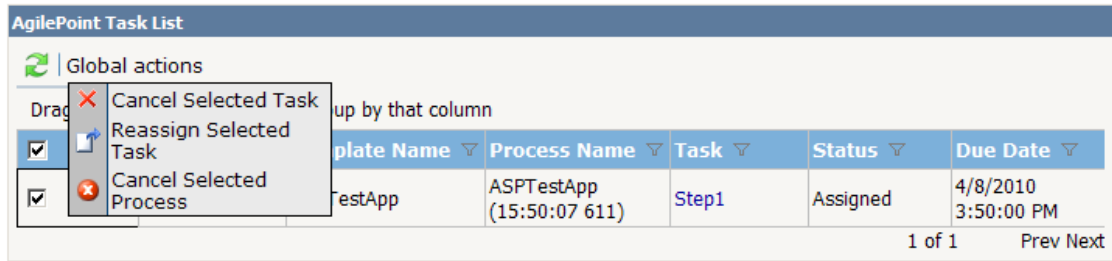 AgilePoint Task List
Global actions
Cancel Selected Task
Drag up by that column
Reassign Selected
Task
plate Name Process Name Task Status Due Date
Cancel Selected
Process
TestApp ASPTestApp
(15:50:07 611) Step1 Assigned 4/8/2010
3:50:00 PM
1 of 1 Prev Next